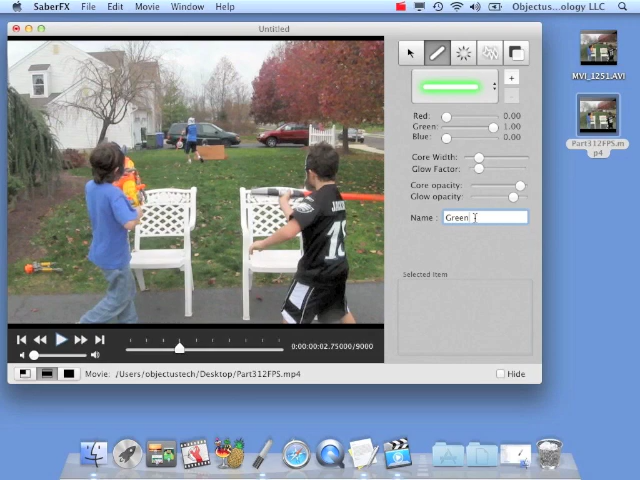 SaberFX File Edit Movie Window Help Objectus...ology LLC
Untitled
MVI_1251.AVI
Part312FPS.m
p4
Red: 0.00
Green: 1.00
Blue: 0.00
Core Width:
Glow Factor:
Core opacity:
Glow opacity:
Name : Green
Selected Item
0:00:00:02.75000/9000
Movie: /Users/objectustech/Desktop/Part312FPS.mp4
Hide